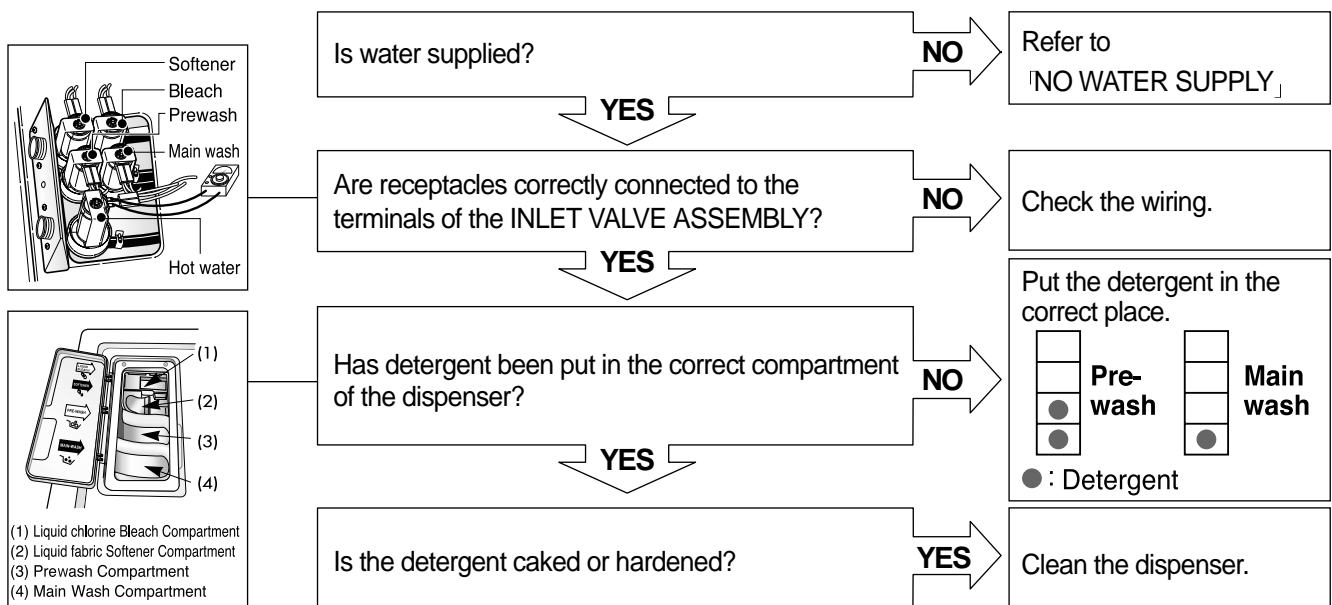 Is water supplied?
NO
Refer to
「NO WATER SUPPLY」
YES
Softener
Bleach
Prewash
Main wash
Hot water
Are receptacles correctly connected to the
terminals of the INLET VALVE ASSEMBLY?
NO
Check the wiring.
YES
(1)
(2)
(3)
(4)
PRE-WASH
MAIN-WASH
(1) Liquid chlorine Bleach Compartment
(2) Liquid fabric Softener Compartment
(3) Prewash Compartment
(4) Main Wash Compartment
Has detergent been put in the correct compartment
of the dispenser?
NO
Put the detergent in the
correct place.
Pre-
wash
Main
wash
: Detergent
YES
Is the detergent caked or hardened?
YES
Clean the dispenser.